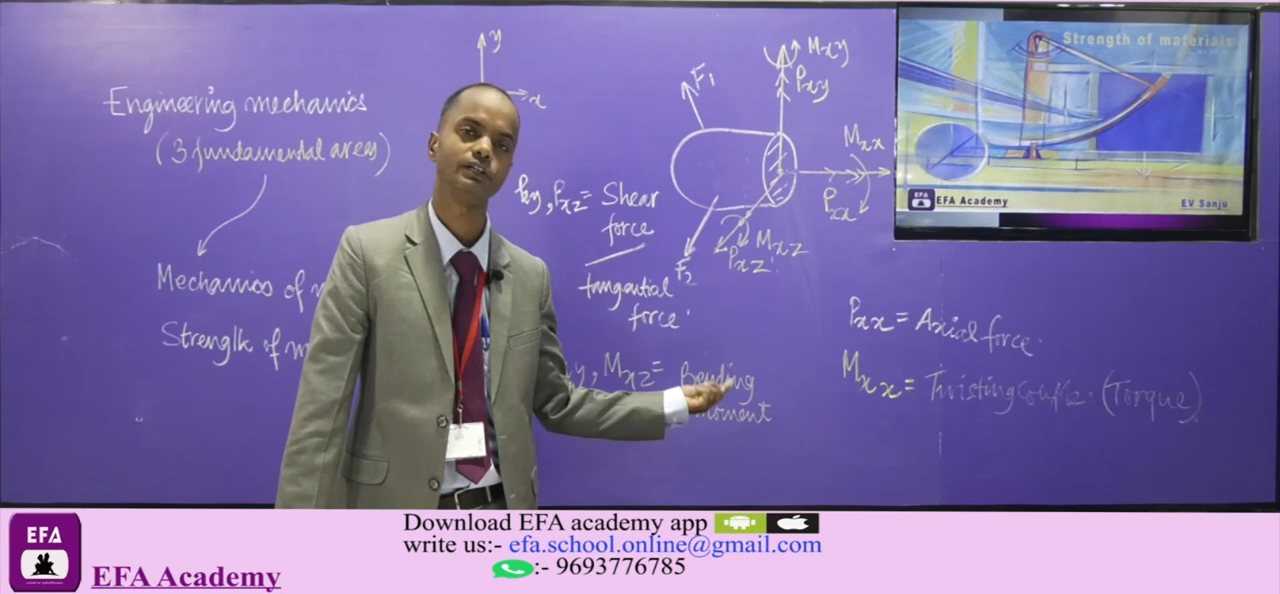 y
x
Engineering mechanics
(3 fundamental areas)
Mechanics of
Strength of
F1
F2
Mxy
Pxy
Mxx
Pxx
Mxz
Pxz
Pxy, Pxz = Shear
force
tangential
force.
, Mxz = Bending
moment
Pxx = Axial force.
Mxx = Twisting couple. (Torque)
Strength of materials
EFA Academy
EV Sanju
EFA
EFA Academy
Download EFA academy app
write us:- efa.school.online@gmail.com
:- 9693776785